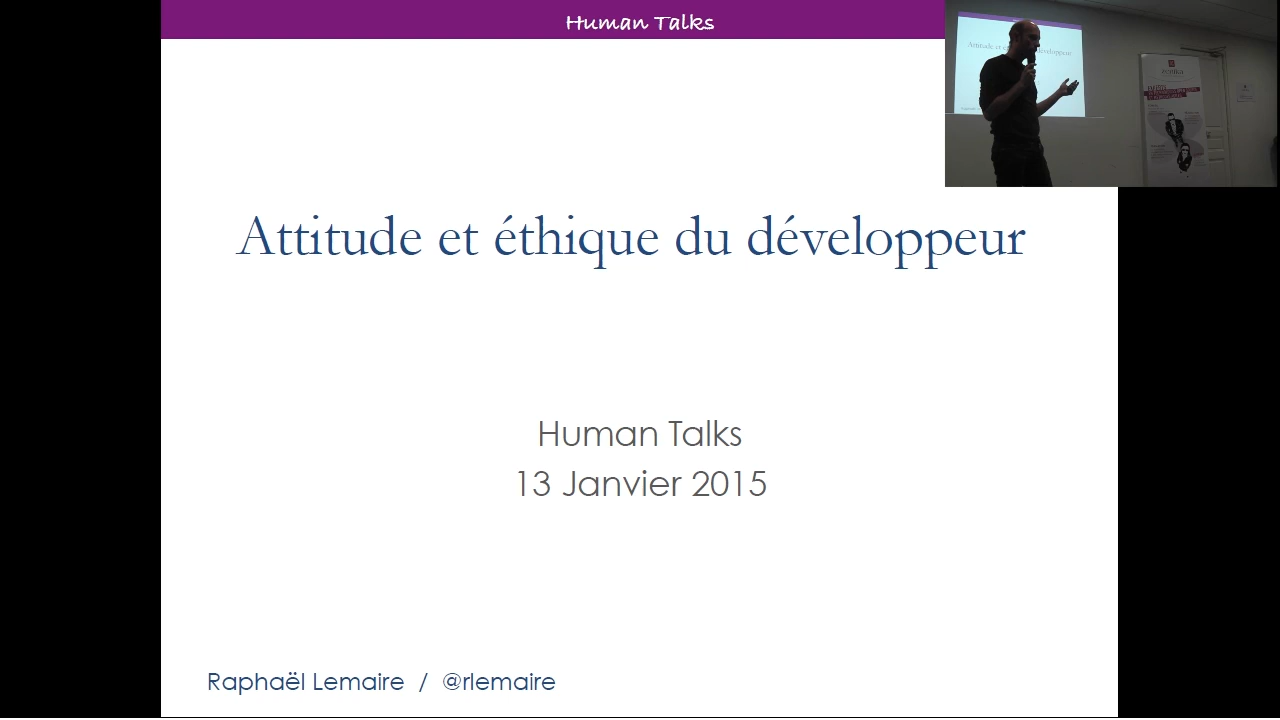 Human Talks
Attitude et éthique du développeur
Human Talks
13 Janvier 2015
Raphaël Lemaire / @rlemaire